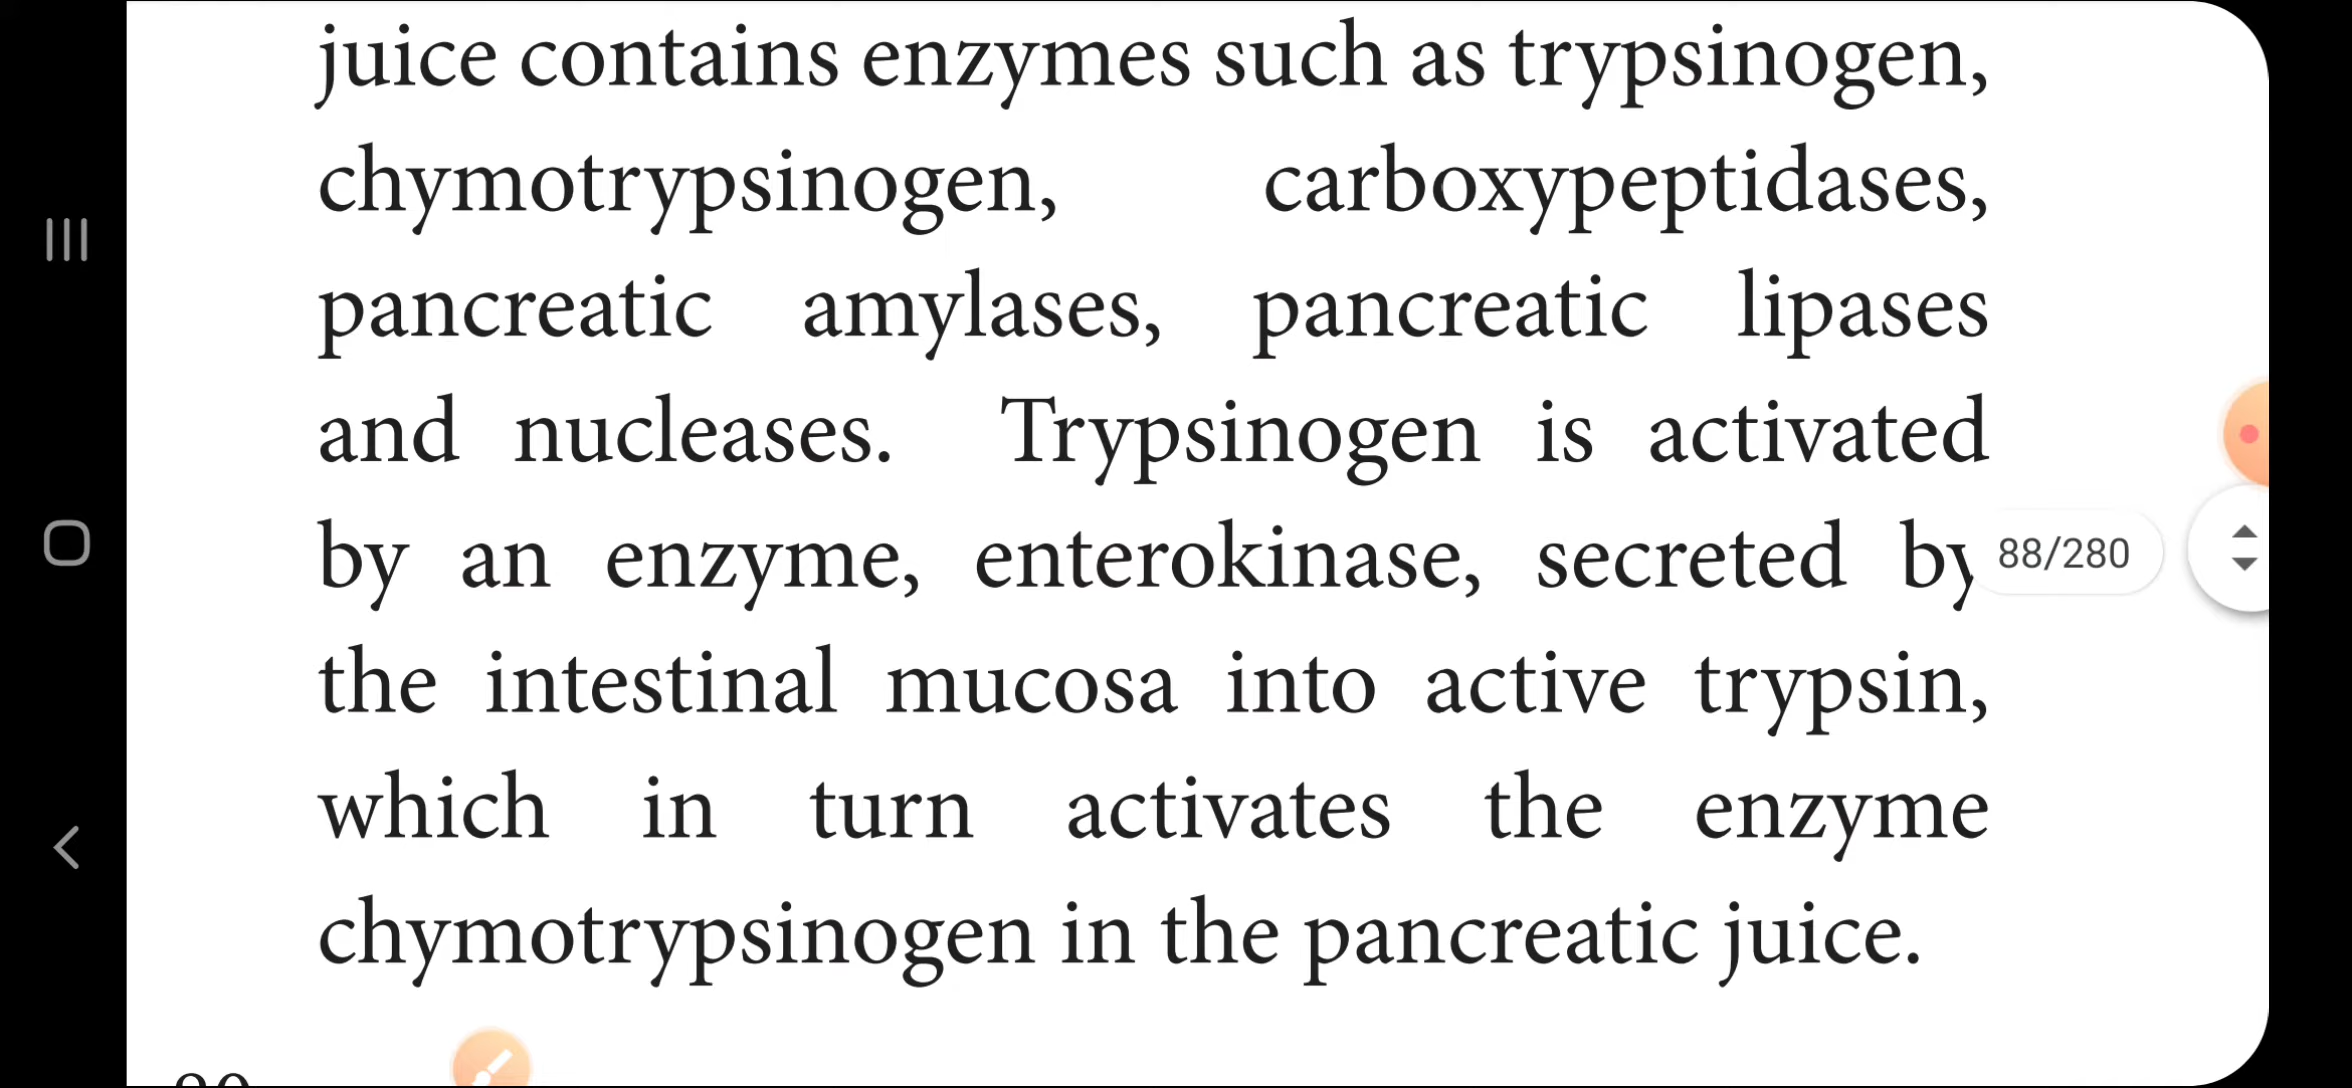 juice contains enzymes such as trypsinogen,
chymotrypsinogen, carboxypeptidases,
pancreatic amylases, pancreatic lipases
and nucleases. Trypsinogen is activated
by an enzyme, enterokinase, secreted by
88/280
the intestinal mucosa into active trypsin,
which in turn activates the enzyme
chymotrypsinogen in the pancreatic juice.